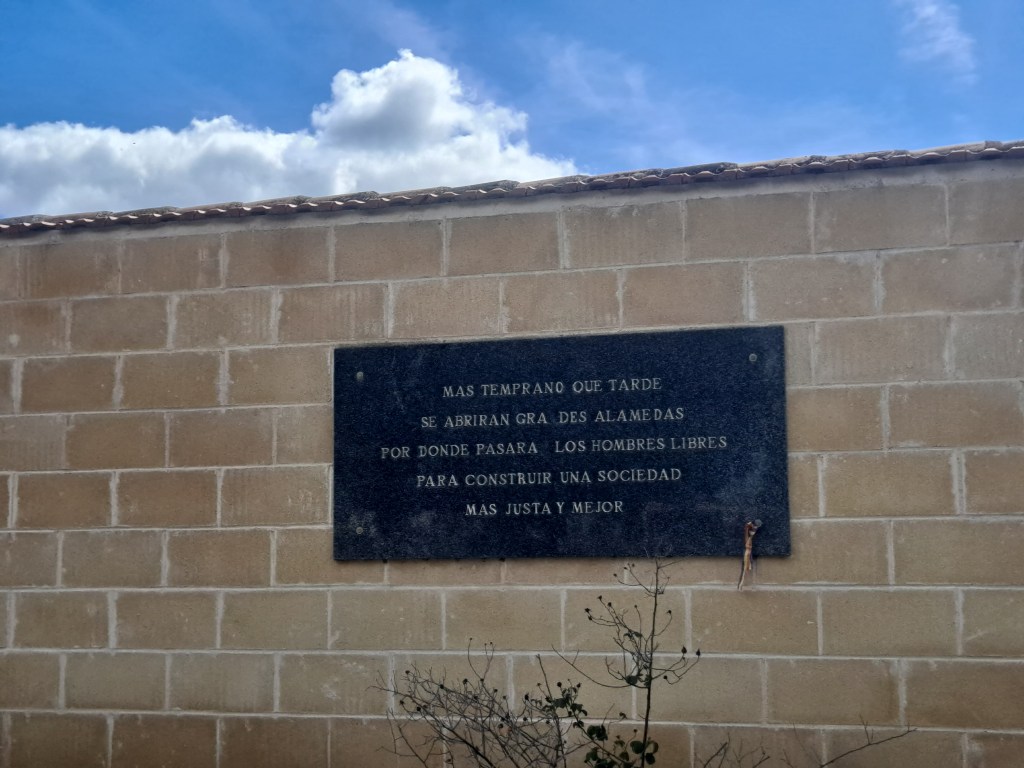 MAS TEMPRANO QUE TARDE
SE ABRIRAN GRA DES ALAMEDAS
POR DONDE PASARA LOS HOMBRES LIBRES
PARA CONSTRUIR UNA SOCIEDAD
MAS JUSTA Y MEJOR